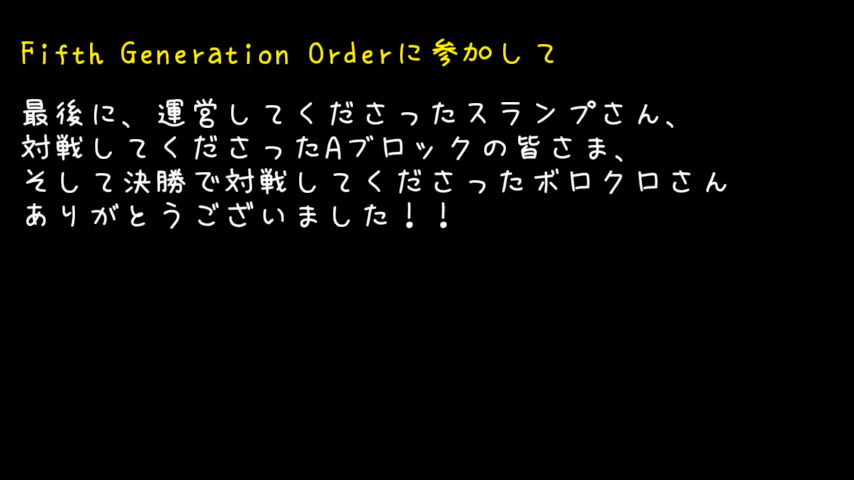 Fifth Generation Orderに参加して
最後に、運営してくださったスランプさん、
対戦してくださったAブロックの皆さま、
そして決勝で対戦してくださったボロクロさん
ありがとうございました！！